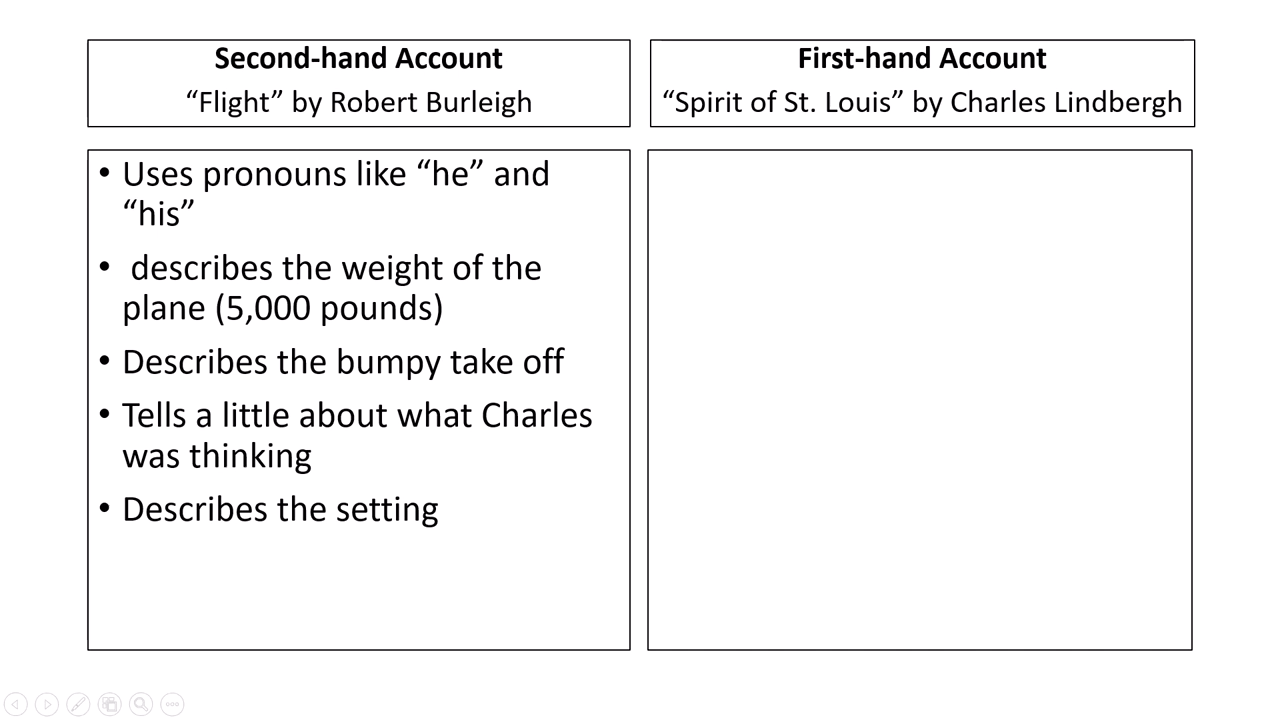 Second-hand Account
“Flight” by Robert Burleigh
First-hand Account
“Spirit of St. Louis” by Charles Lindbergh
• Uses pronouns like “he” and
“his”
• describes the weight of the
plane (5,000 pounds)
• Describes the bumpy take off
• Tells a little about what Charles
was thinking
• Describes the setting